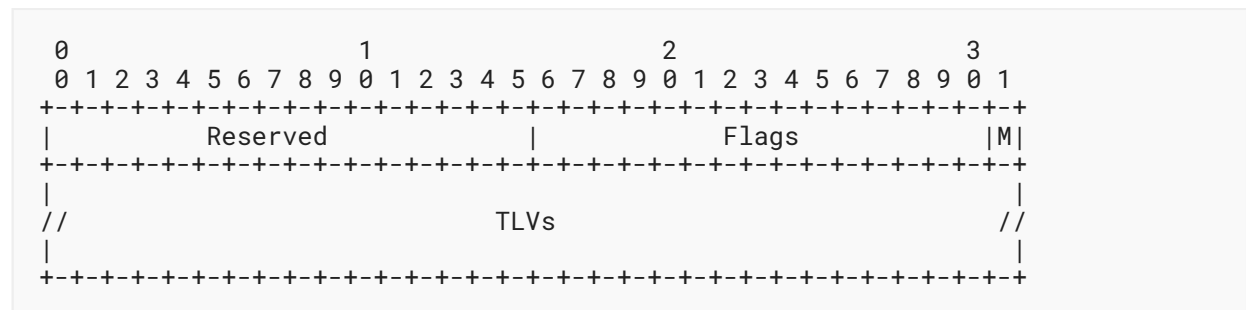 0                   1                   2                   3
 0 1 2 3 4 5 6 7 8 9 0 1 2 3 4 5 6 7 8 9 0 1 2 3 4 5 6 7 8 9 0 1
+-+-+-+-+-+-+-+-+-+-+-+-+-+-+-+-+-+-+-+-+-+-+-+-+-+-+-+-+-+-+-+-+
|          Reserved             |            Flags            |M|
+-+-+-+-+-+-+-+-+-+-+-+-+-+-+-+-+-+-+-+-+-+-+-+-+-+-+-+-+-+-+-+-+
|                                                               |
//                            TLVs                             //
|                                                               |
+-+-+-+-+-+-+-+-+-+-+-+-+-+-+-+-+-+-+-+-+-+-+-+-+-+-+-+-+-+-+-+-+